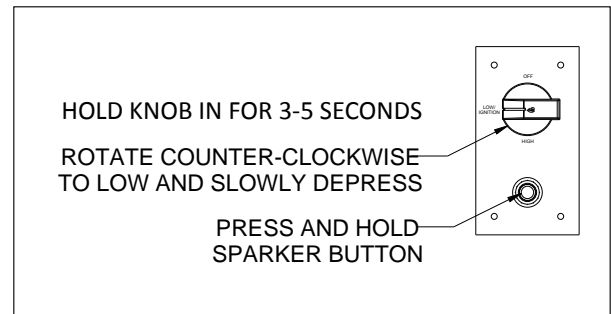 HOLD KNOB IN FOR 3-5 SECONDS
ROTATE COUNTER-CLOCKWISE
TO LOW AND SLOWLY DEPRESS
PRESS AND HOLD
SPARKER BUTTON
OFF
LOW/
IGNITION
HIGH